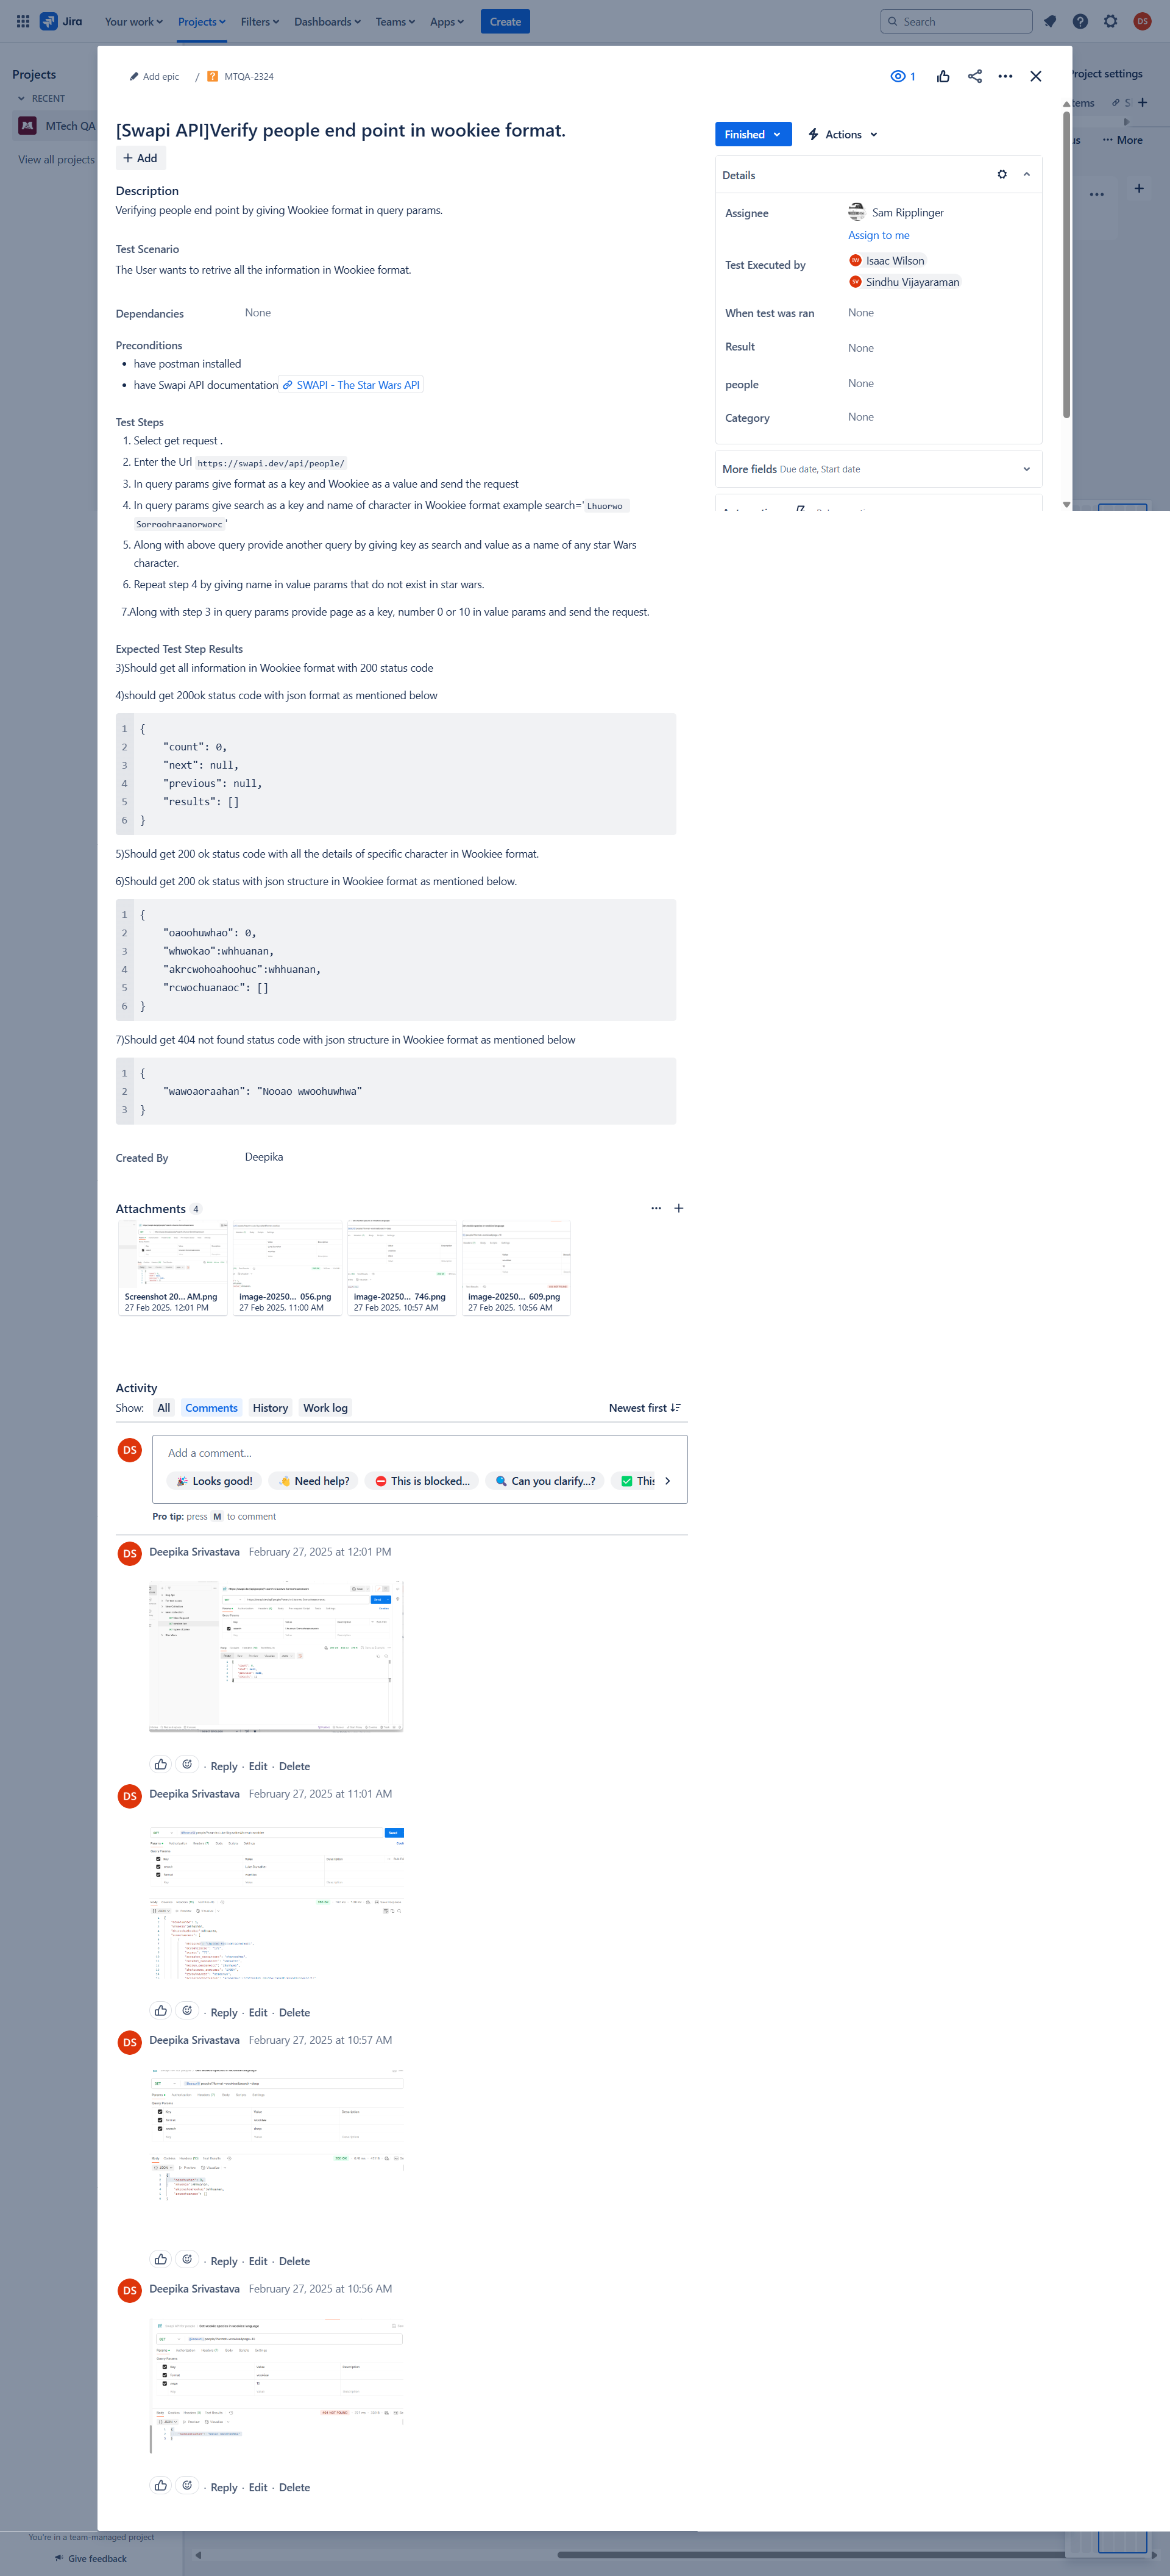 Jira
Your work
Projects
Filters
Dashboards
Teams
Apps
Create
Search
DS
Projects
RECENT
MTech QA
View all projects
Project settings
More
Add epic
/
MTQA-2324
1
[Swapi API]Verify people end point in wookiee format.
+ Add
Description
Verifying people end point by giving Wookiee format in query params.
Test Scenario
The User wants to retrive all the information in Wookiee format.
Dependancies None
Preconditions
• have postman installed
• have Swapi API documentation SWAPI - The Star Wars API
Test Steps
1. Select get request .
2. Enter the Url https://swapi.dev/api/people/
3. In query params give format as a key and Wookiee as a value and send the request
4. In query params give search as a key and name of character in Wookiee format example search='Lhuorwo
Sorroohraanorworc'
5. Along with above query provide another query by giving key as search and value as a name of any star Wars
character.
6. Repeat step 4 by giving name in value params that do not exist in star wars.
7.Along with step 3 in query params provide page as a key, number 0 or 10 in value params and send the request.
Expected Test Step Results
3)Should get all information in Wookiee format with 200 status code
4)should get 200ok status code with json format as mentioned below
1 {
2 "count": 0,
3 "next": null,
4 "previous": null,
5 "results": []
6 }
5)Should get 200 ok status code with all the details of specific character in Wookiee format.
6)Should get 200 ok status with json structure in Wookiee format as mentioned below.
1 {
2 "oaoohuwhao": 0,
3 "whwokao":whhuanan,
4 "akrcwohoahoohuc":whhuanan,
5 "rcwochuanaoc": []
6 }
7)Should get 404 not found status code with json structure in Wookiee format as mentioned below
1 {
2 "wawoaoraahan": "Nooao wwoohuwhwa"
3 }
Created By Deepika
Attachments 4
Screenshot 20... AM.png
27 Feb 2025, 12:01 PM
image-20250... 056.png
27 Feb 2025, 11:00 AM
image-20250... 746.png
27 Feb 2025, 10:57 AM
image-20250... 609.png
27 Feb 2025, 10:56 AM
Activity
Show: All Comments History Work log
Newest first
DS
Add a comment...
Looks good!
Need help?
This is blocked...
Can you clarify...?
This
Pro tip: press M to comment
DS
Deepika Srivastava February 27, 2025 at 12:01 PM
· Reply · Edit · Delete
DS
Deepika Srivastava February 27, 2025 at 11:01 AM
· Reply · Edit · Delete
DS
Deepika Srivastava February 27, 2025 at 10:57 AM
· Reply · Edit · Delete
DS
Deepika Srivastava February 27, 2025 at 10:56 AM
· Reply · Edit · Delete
Finished
Actions
Details
Assignee
Sam Ripplinger
Assign to me
Test Executed by
IW Isaac Wilson
SV Sindhu Vijayaraman
When test was ran None
Result None
people None
Category None
More fields Due date, Start date
You're in a team-managed project
Give feedback